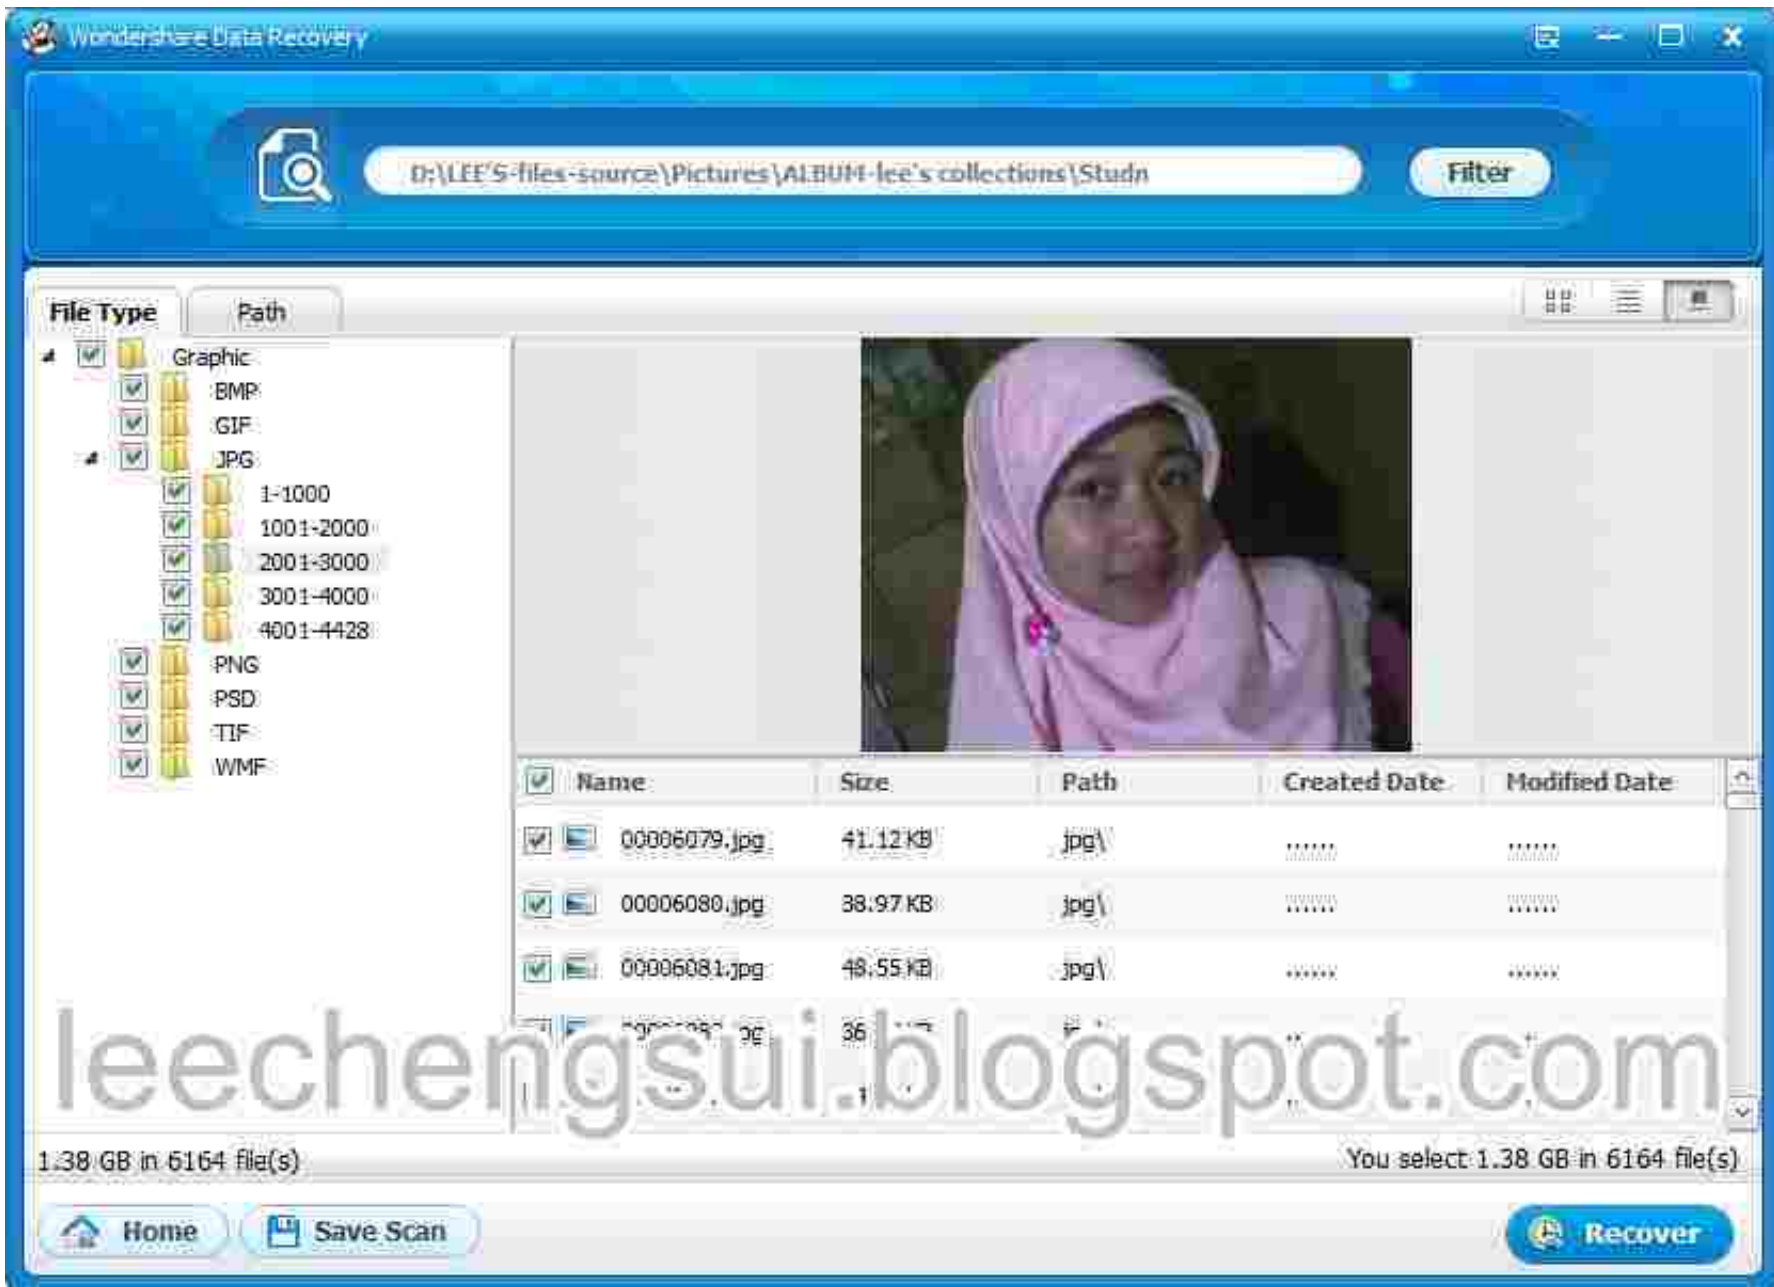 Wondershare Data Recovery
D:\LEE'S-files-source\Pictures\ALBUM-lee's collections\Studn
Filter
File Type
Path
Graphic
BMP
GIF
JPG
1-1000
1001-2000
2001-3000
3001-4000
4001-4428
PNG
PSD
TIF
WMF
Name Size Path Created Date Modified Date
00006079.jpg 41.12 KB jpg\ ......
......
00006080.jpg 38.97 KB jpg\ ......
......
00006081.jpg 48.55 KB jpg\ ......
......
leechengsui.blogspot.com
1.38 GB in 6164 file(s)
You select 1.38 GB in 6164 file(s)
Home
Save Scan
Recover